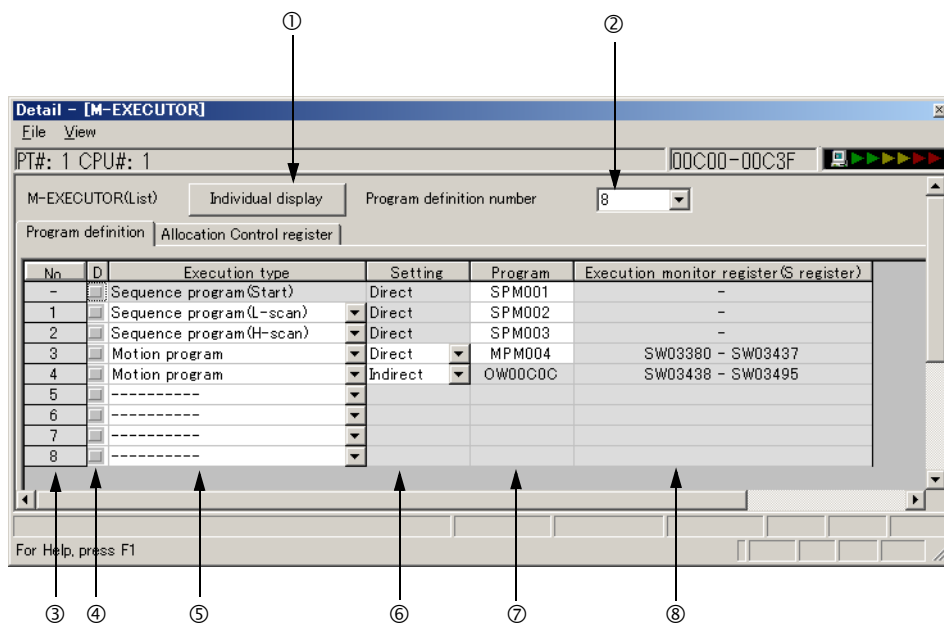 ① ②
Detail - [M-EXECUTOR]
File View
PT#: 1 CPU#: 1 00C00-00C3F
M-EXECUTOR(List) Individual display Program definition number 8
Program definition Allocation Control register
No D Execution type Setting Program Execution monitor register(S register)
- Sequence program(Start) Direct SPM001 -
1 Sequence program(L-scan) Direct SPM002 -
2 Sequence program(H-scan) Direct SPM003 -
3 Motion program Direct MPM004 SW03380 - SW03437
4 Motion program Indirect OW00C0C SW03438 - SW03495
5 ----------
6 ----------
7 ----------
8 ----------
For Help, press F1
③ ④ ⑤ ⑥ ⑦ ⑧